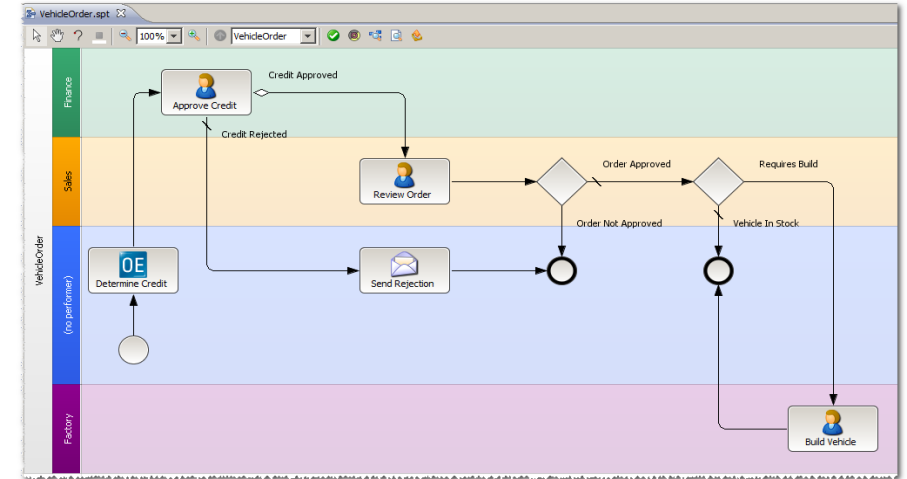 VehicleOrder.spt
100%
VehicleOrder
VehicleOrder
Finance
Approve Credit
Credit Approved
Credit Rejected
Sales
Review Order
Order Approved
Requires Build
Order Not Approved
Vehicle In Stock
(no performer)
OE
Determine Credit
Send Rejection
Factory
Build Vehicle